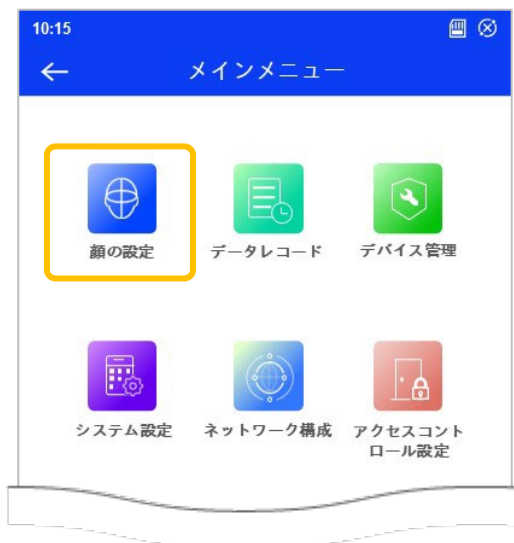 10:15
メインメニュー
顔の設定
データレコード
デバイス管理
システム設定
ネットワーク構成
アクセスコント
ロール設定